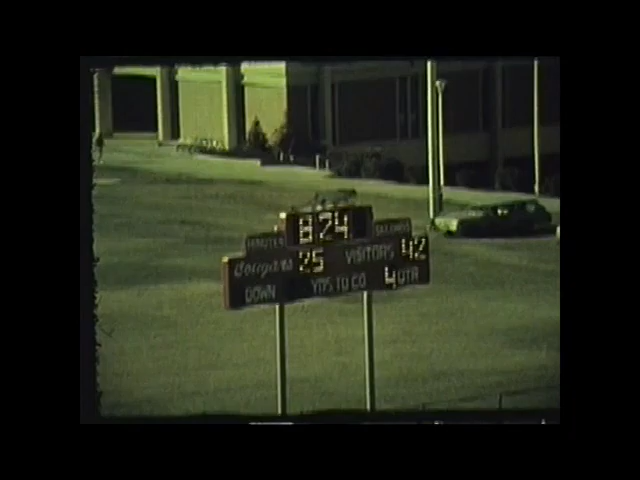 8:24
MINUTES SECONDS
Cougars 25 VISITORS 42
DOWN YDS TO GO 4 QTR